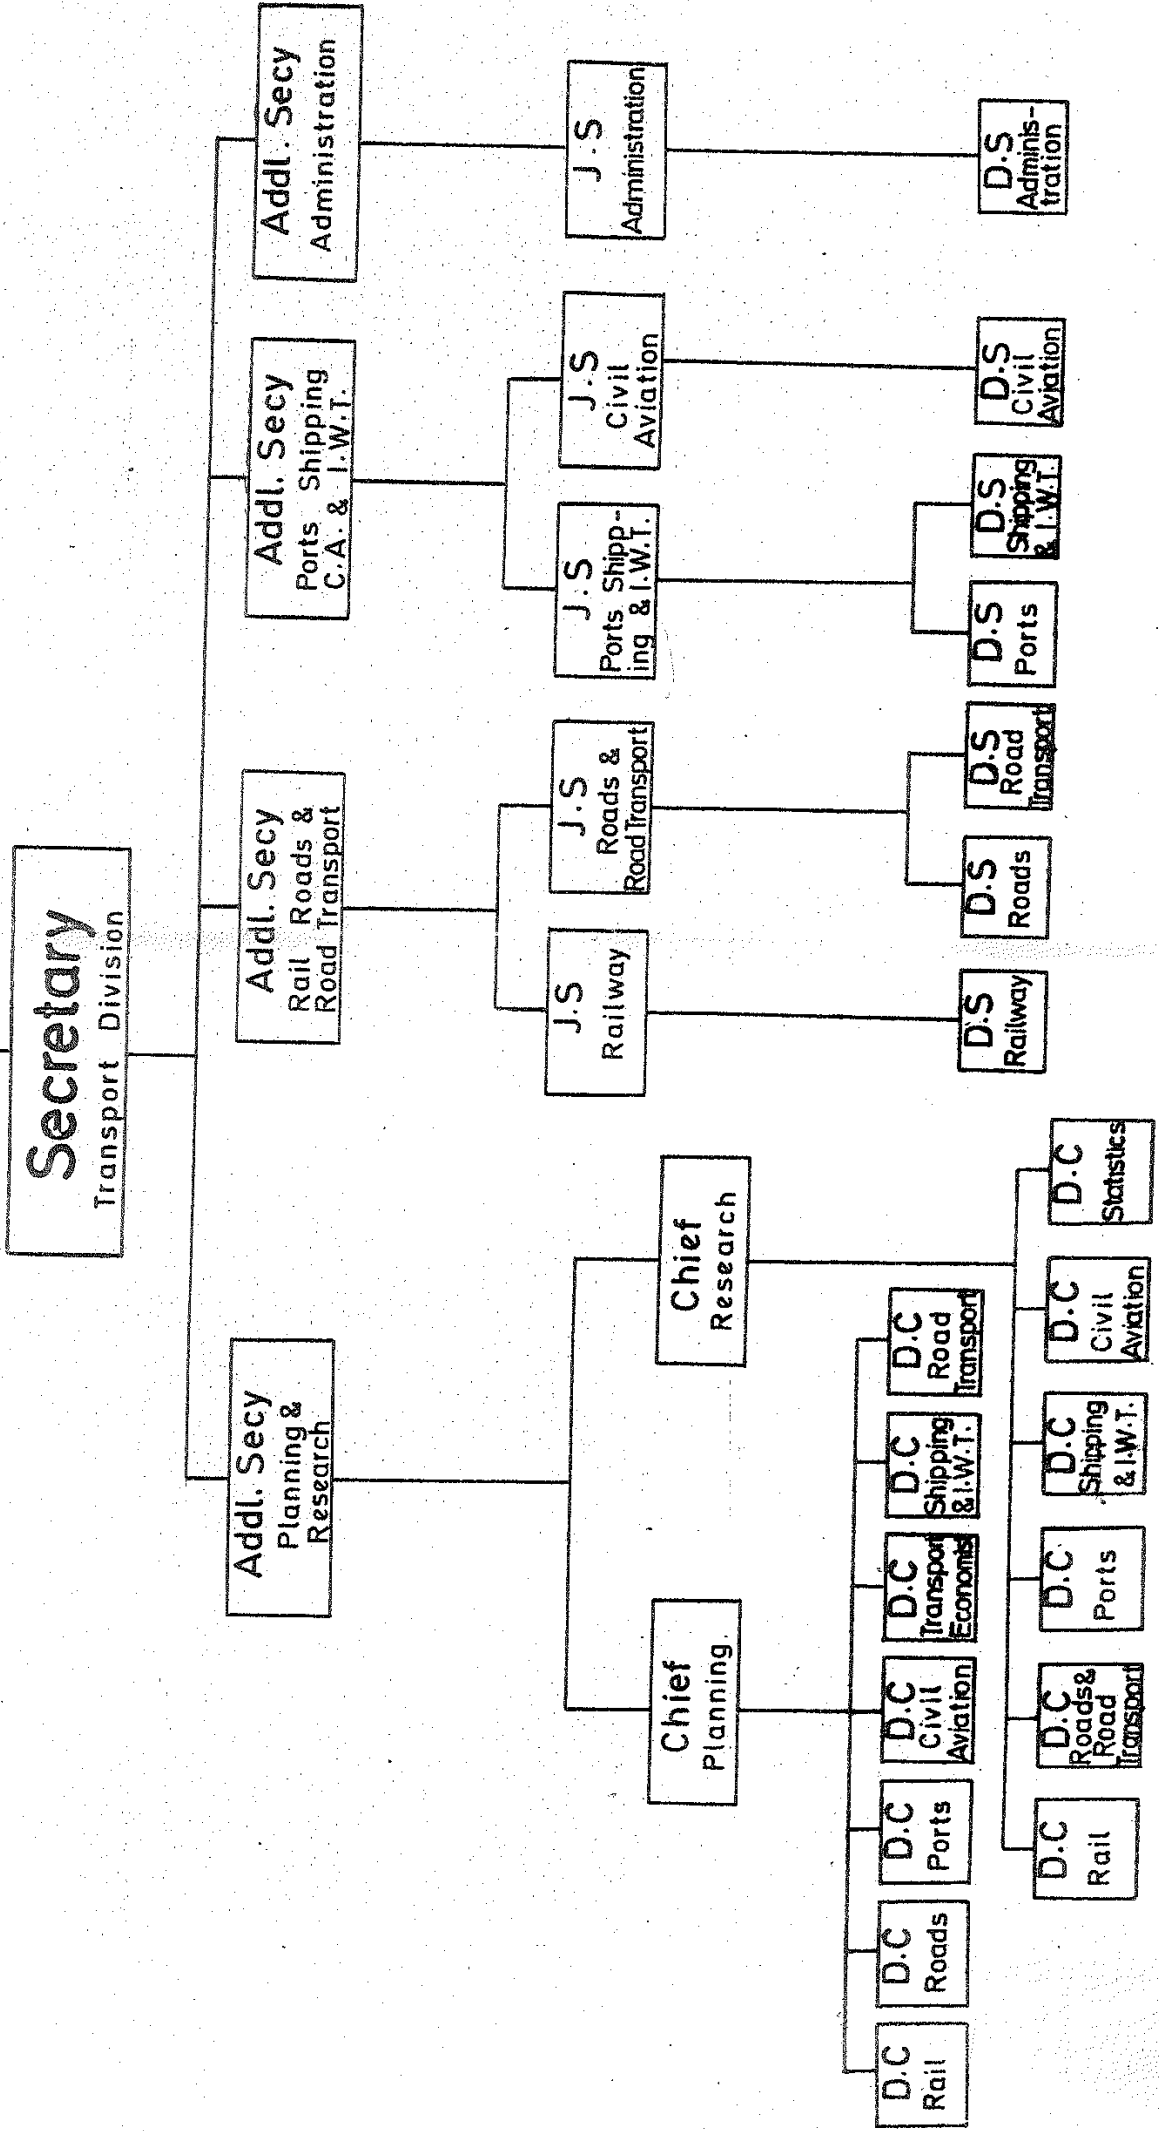 Secretary
Transport Division
Addl. Secy
Planning &
Research
Addl. Secy
Rail Roads &
Road Transport
Addl. Secy
Ports Shipping
C.A. & I.W.T.
Addl. Secy
Administration
J.S
Railway
J.S
Roads &
Road Transport
J.S
Ports Shipp-
ing & I.W.T.
J.S
Civil
Aviation
J.S
Administration
Chief
Planning
Chief
Research
D.S
Railway
D.S
Roads
D.S
Road
Transport
D.S
Ports
D.S
Shipping
& I.W.T.
D.S
Civil
Aviation
D.S
Adminis-
tration
D.C
Rail
D.C
Roads
D.C
Ports
D.C
Civil
Aviation
D.C
Transport
Economist
D.C
Shipping
& I.W.T.
D.C
Road
Transport
D.C
Rail
D.C
Roads &
Road
Transport
D.C
Ports
D.C
Shipping
& I.W.T.
D.C
Civil
Aviation
D.C
Statistics